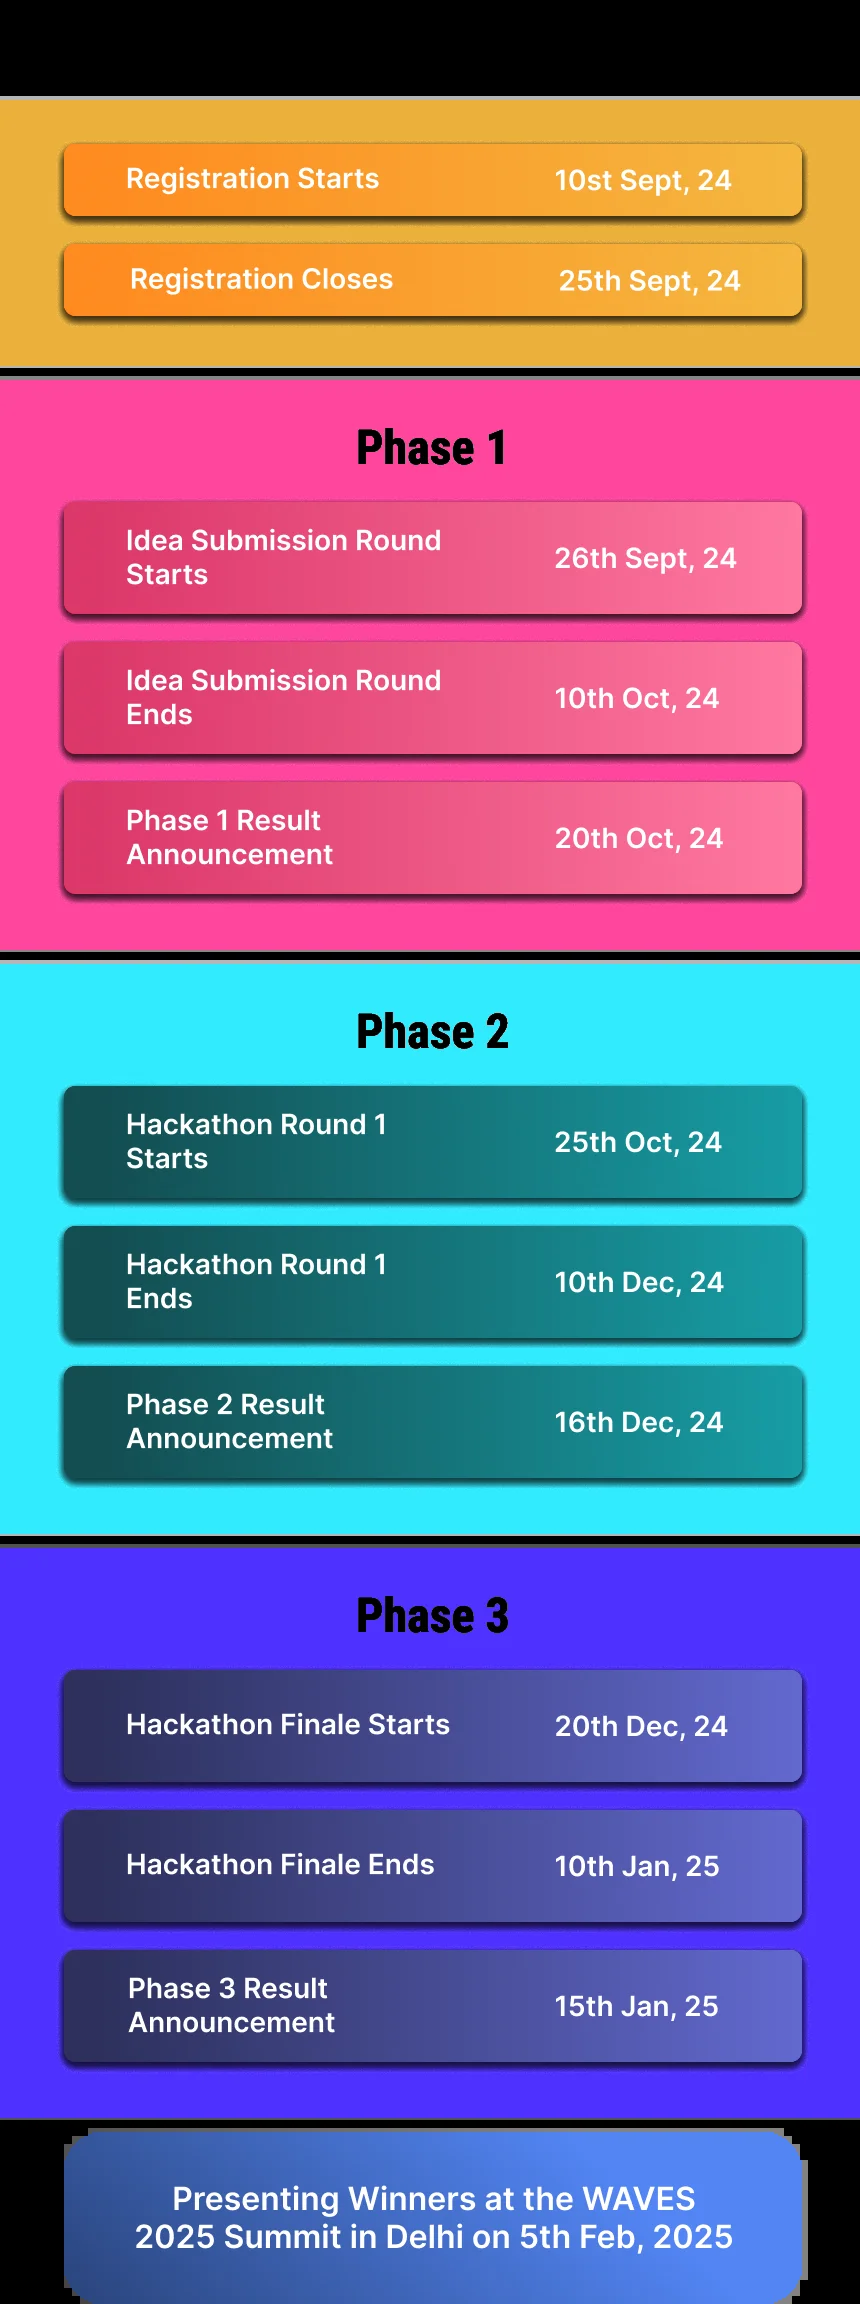 Registration Starts
10st Sept, 24
Registration Closes
25th Sept, 24
Phase 1
Idea Submission Round
Starts
26th Sept, 24
Idea Submission Round
Ends
10th Oct, 24
Phase 1 Result
Announcement
20th Oct, 24
Phase 2
Hackathon Round 1
Starts
25th Oct, 24
Hackathon Round 1
Ends
10th Dec, 24
Phase 2 Result
Announcement
16th Dec, 24
Phase 3
Hackathon Finale Starts
20th Dec, 24
Hackathon Finale Ends
10th Jan, 25
Phase 3 Result
Announcement
15th Jan, 25
Presenting Winners at the WAVES
2025 Summit in Delhi on 5th Feb, 2025